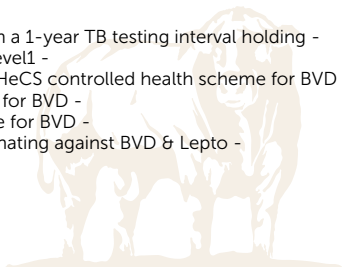 n a 1-year TB testing interval holding -
evel1 -
HeCS controlled health scheme for BVD
for BVD -
e for BVD -
nating against BVD & Lepto -